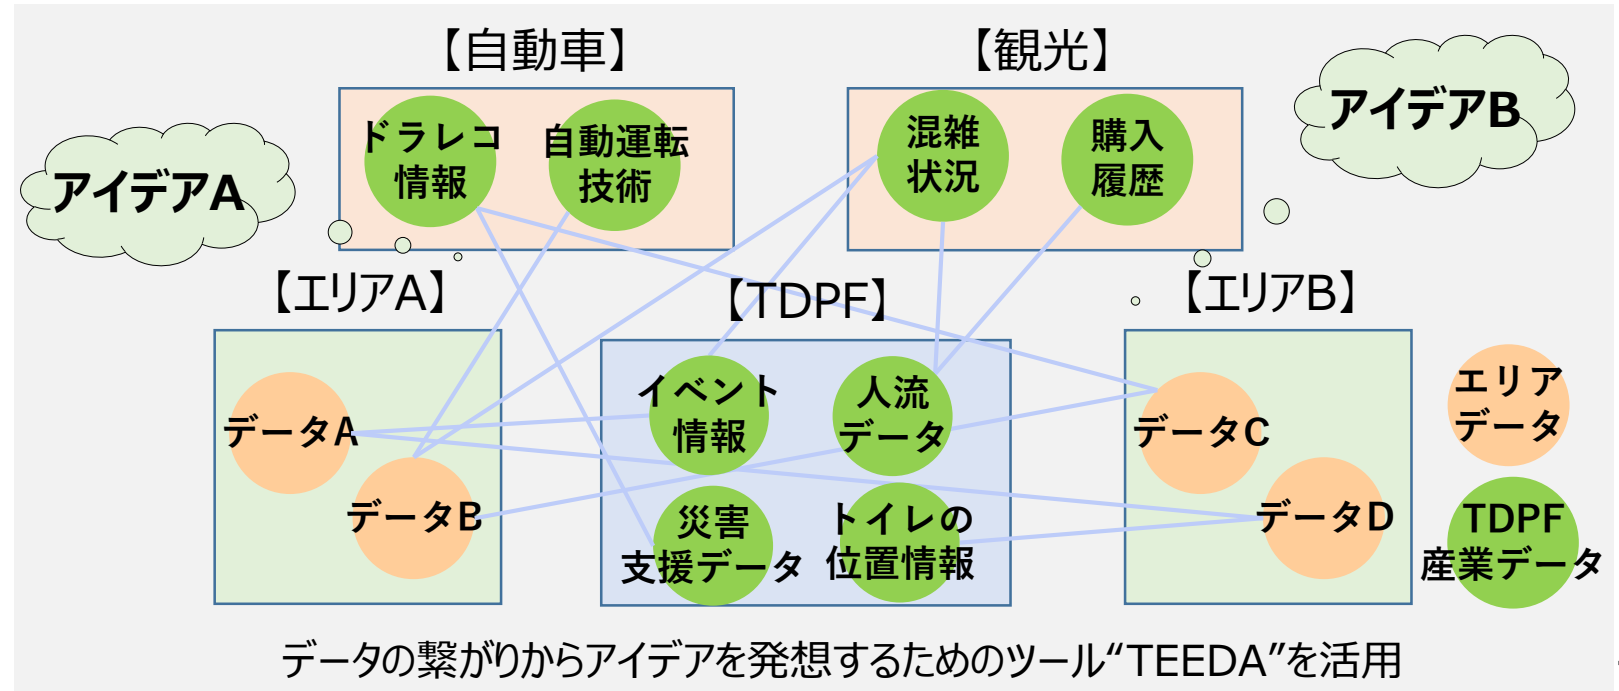 【自動車】
【観光】
アイデアB
アイデアA
ドラレコ
情報
自動運転
技術
混雑
状況
購入
履歴
【エリアA】
【TDPF】
【エリアB】
データA
データB
イベント
情報
人流
データ
災害
支援データ
トイレの
位置情報
データC
データD
エリア
データ
TDPF
産業データ
データの繋がりからアイデアを発想するためのツール“TEEDA”を活用